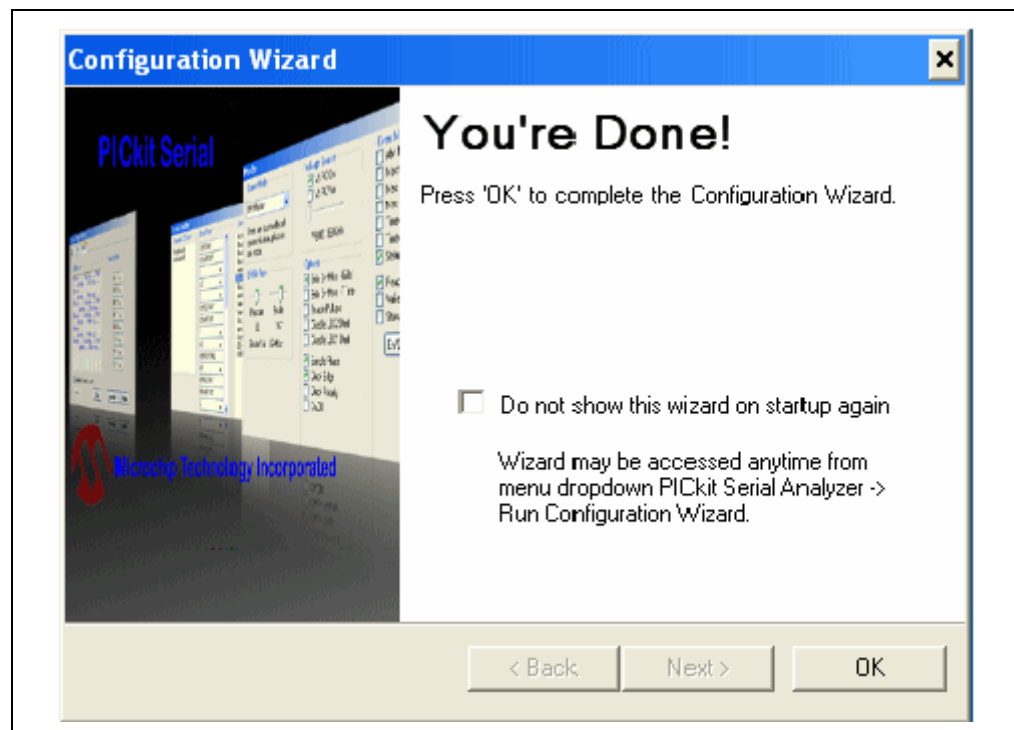 Configuration Wizard
PICkit Serial
Microchip Technology Incorporated
You're Done!
Press 'OK' to complete the Configuration Wizard.
Do not show this wizard on startup again
Wizard may be accessed anytime from
menu dropdown PICkit Serial Analyzer ->
Run Configuration Wizard.
< Back
Next >
OK